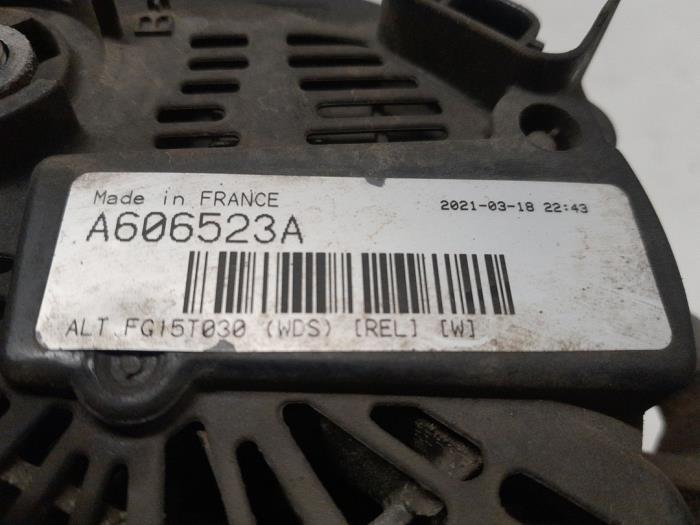 B+
Made in FRANCE
2021-03-18 22:43
A606523A
ALT FG15T030 (WDS) [REL] [W]